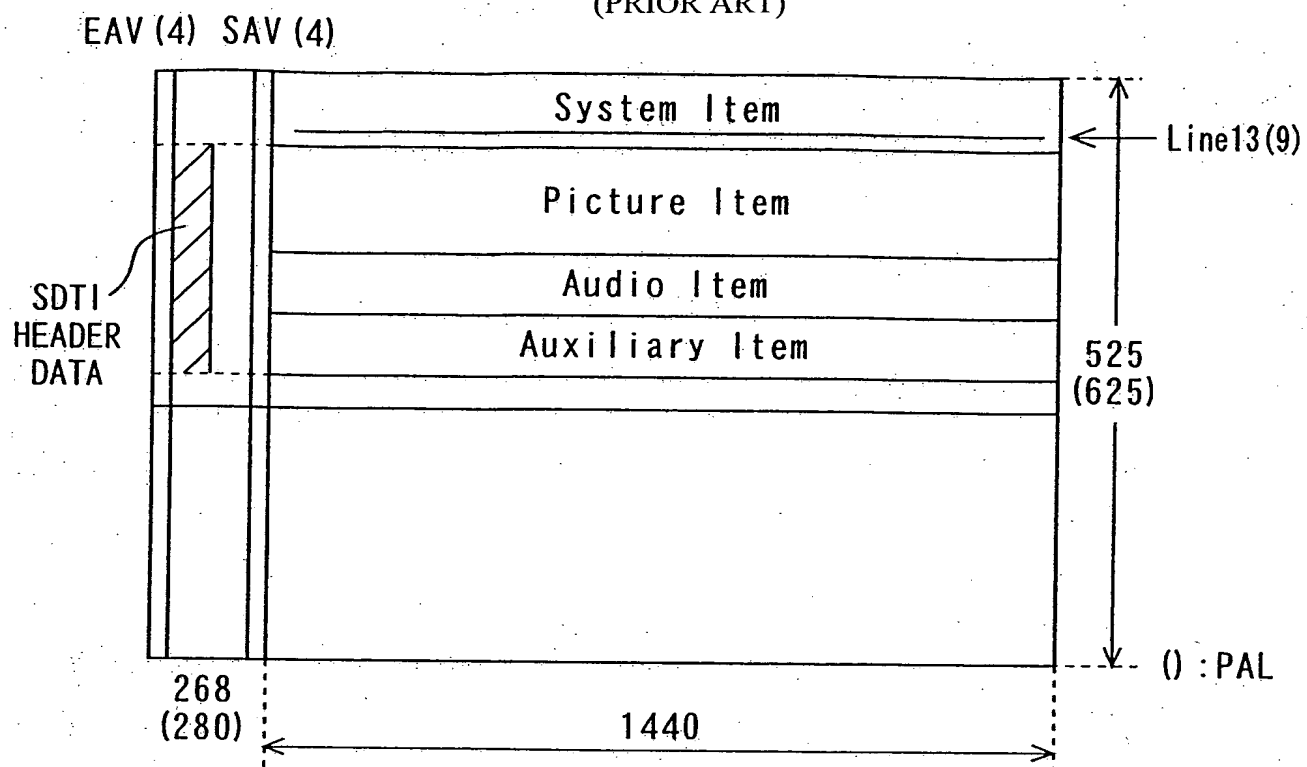 (PRIOR ART)
EAV (4) SAV (4)
System Item
Line13(9)
Picture Item
Audio Item
SDTI
HEADER
DATA
Auxiliary Item
525
(625)
() : PAL
268
(280)
1440